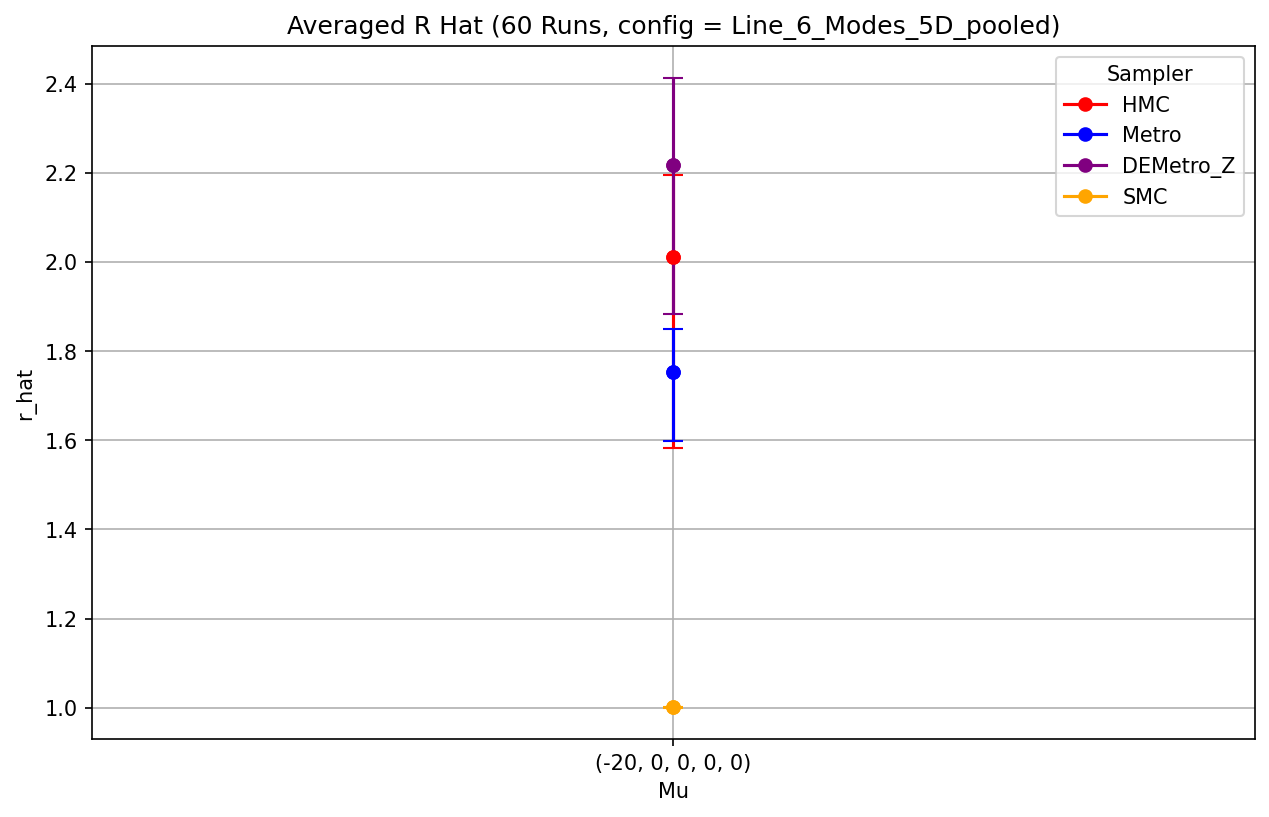 Averaged R Hat (60 Runs, config = Line_6_Modes_5D_pooled)
Sampler
HMC
Metro
DEMetro_Z
SMC
r_hat
2.4
2.2
2.0
1.8
1.6
1.4
1.2
1.0
(-20, 0, 0, 0, 0)
Mu